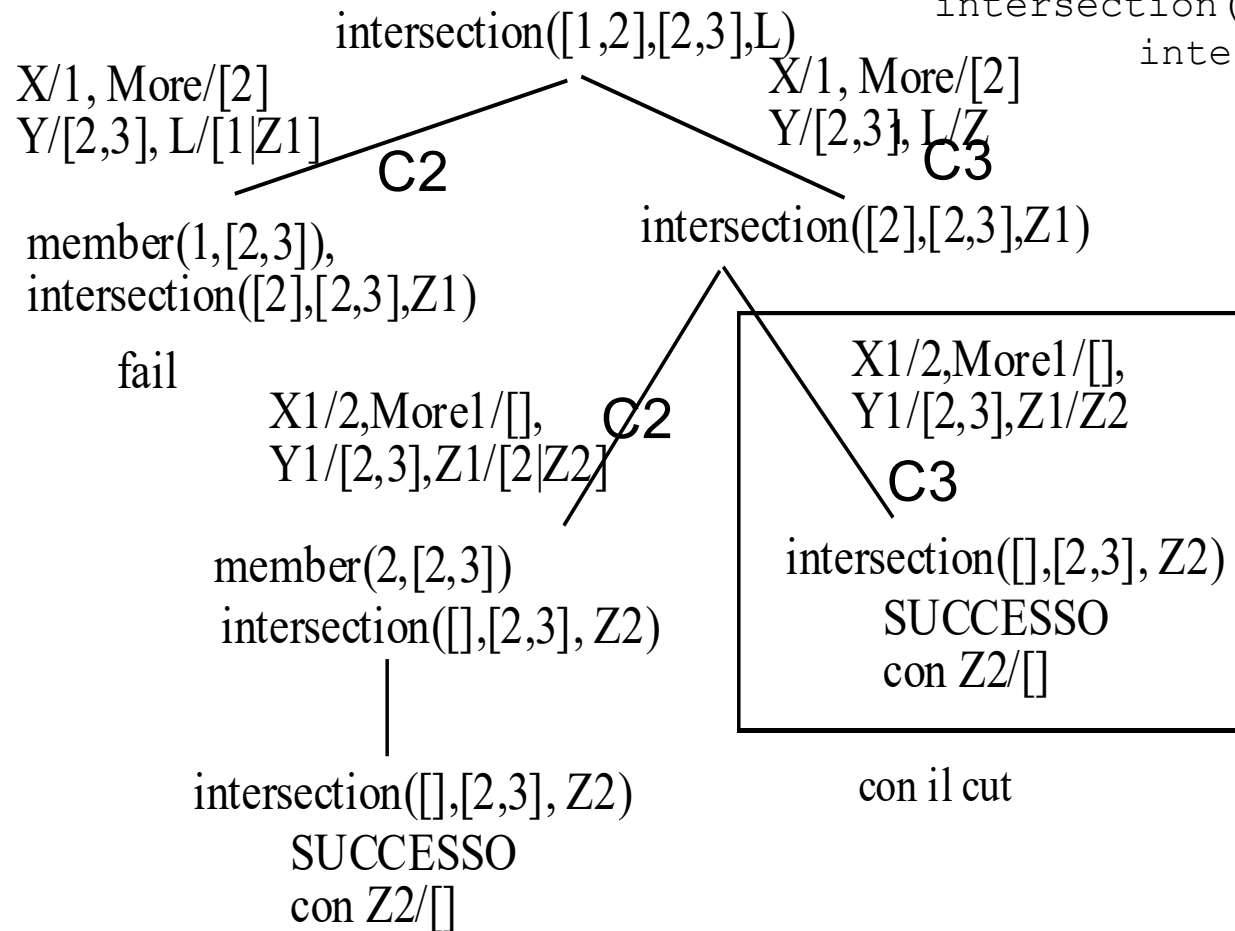 intersection(
inte
intersection([1,2],[2,3],L)
X/1, More/[2]
Y/[2,3], L/[1|Z1]
C2
X/1, More/[2]
Y/[2,3], L/Z
1
C3
member(1,[2,3]),
intersection([2],[2,3],Z1)
fail
intersection([2],[2,3],Z1)
X1/2,More1/[],
Y1/[2,3],Z1/[2|Z2]
C2
X1/2,More1/[],
Y1/[2,3],Z1/Z2
C3
member(2,[2,3])
intersection([],[2,3], Z2)
intersection([],[2,3], Z2)
SUCCESSO
con Z2/[]
intersection([],[2,3], Z2)
SUCCESSO
con Z2/[]
con il cut